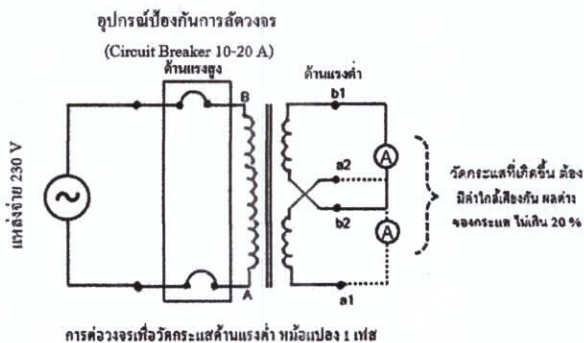 อุปกรณ์ป้องกันการลัดวงจร
(Circuit Breaker 10-20 A)
ด้านแรงสูง
ด้านแรงต่ำ
B
b1
A
a2
b2
A
a1
A
แหล่งจ่าย 230 V
วัดกระแสที่เกิดขึ้น ต้อง
มีค่าใกล้เคียงกัน ผลต่าง
ของกระแส ไม่เกิน 20 %
การต่อวงจรเพื่อวัดกระแสด้านแรงต่ำ หม้อแปลง 1 เฟส